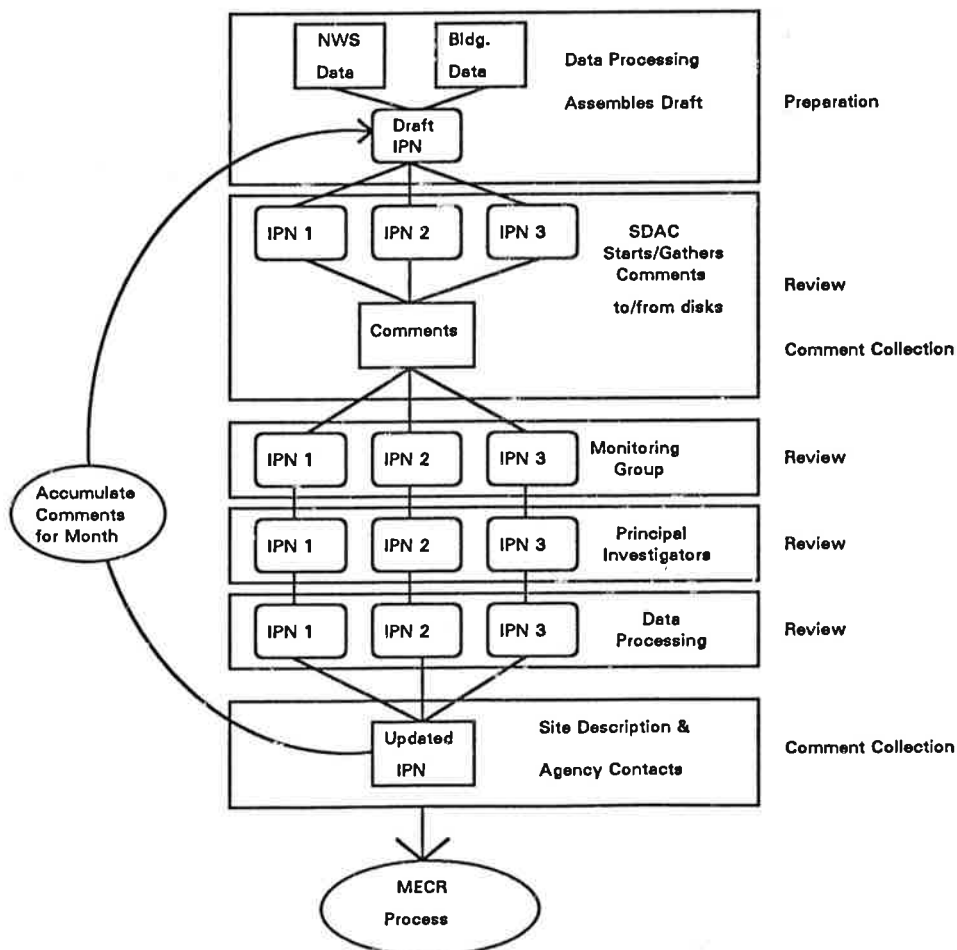 NWS
Data
Bldg.
Data
Data Processing
Assembles Draft
Preparation
Draft
IPN
IPN 1
IPN 2
IPN 3
SDAC
Starts/Gathers
Comments
to/from disks
Review
Comments
Comment Collection
IPN 1
IPN 2
IPN 3
Monitoring
Group
Review
Accumulate
Comments
for Month
IPN 1
IPN 2
IPN 3
Principal
Investigators
Review
IPN 1
IPN 2
IPN 3
Data
Processing
Review
Updated
IPN
Site Description &
Agency Contacts
Comment Collection
MECR
Process